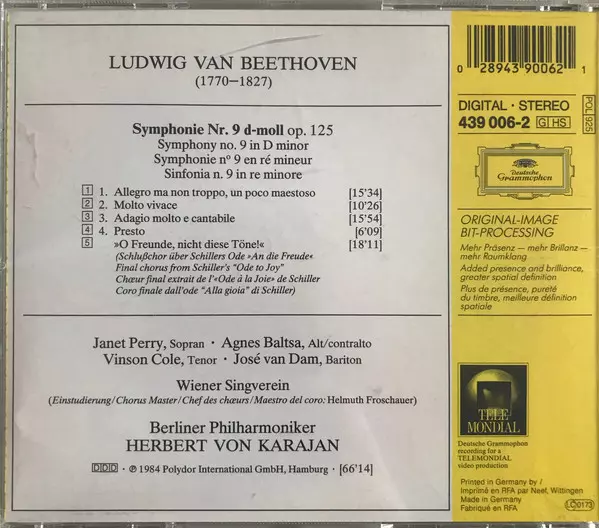 LUDWIG VAN BEETHOVEN
(1770–1827)
Symphonie Nr. 9 d-moll op. 125
Symphony no. 9 in D minor
Symphonie nº 9 en ré mineur
Sinfonia n. 9 in re minore
1 1. Allegro ma non troppo, un poco maestoso [15'34]
2 2. Molto vivace [10'26]
3 3. Adagio molto e cantabile [15'54]
4 4. Presto [6'09]
5 »O Freunde, nicht diese Töne!« [18'11]
(Schlußchor über Schillers Ode »An die Freude«
Final chorus from Schiller's "Ode to Joy"
Chœur final extrait de l'«Ode à la Joie» de Schiller
Coro finale dall'ode "Alla gioia" di Schiller)
Janet Perry, Sopran · Agnes Baltsa, Alt/contralto
Vinson Cole, Tenor · José van Dam, Bariton
Wiener Singverein
(Einstudierung/Chorus Master/Chef des chœurs/Maestro del coro: Helmuth Froschauer)
Berliner Philharmoniker
HERBERT VON KARAJAN
DDD · ℗ 1984 Polydor International GmbH, Hamburg · [66'14]
0 28943 90062 1
DIGITAL · STEREO
439 006-2 G HS
POL 925
Deutsche
Grammophon
ORIGINAL-IMAGE
BIT-PROCESSING
Mehr Präsenz – mehr Brillanz –
mehr Raumklang
Added presence and brilliance,
greater spatial definition
Plus de présence, pureté
du timbre, meilleure définition
spatiale
TELE
MONDIAL
Deutsche Grammophon
recording for a
TELEMONDIAL
video production
Printed in Germany by /
Imprimé en RFA par Neef, Wittingen
Made in Germany
Fabriqué en RFA
LC 0173